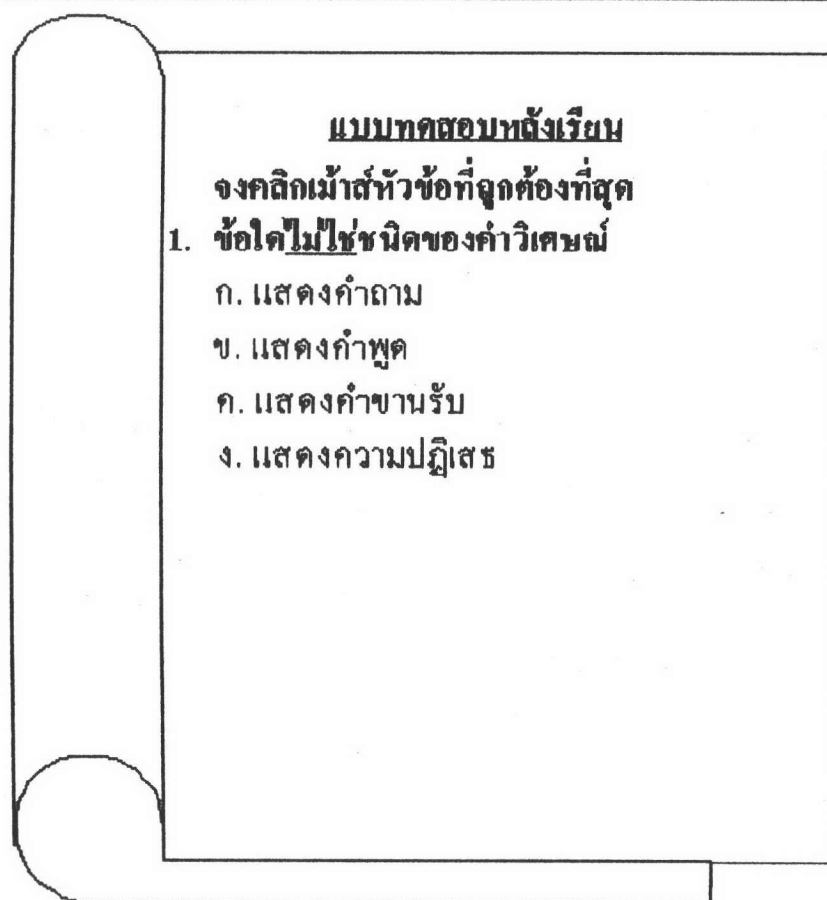 แบบทดสอบหลังเรียน
จงคลิกเม้าส์หัวข้อที่ถูกต้องที่สุด
1. ข้อใดไม่ใช่ชนิดของคำวิเศษณ์
ก. แสดงคำถาม
ข. แสดงคำพูด
ค. แสดงคำขานรับ
ง. แสดงความปฏิเสธ